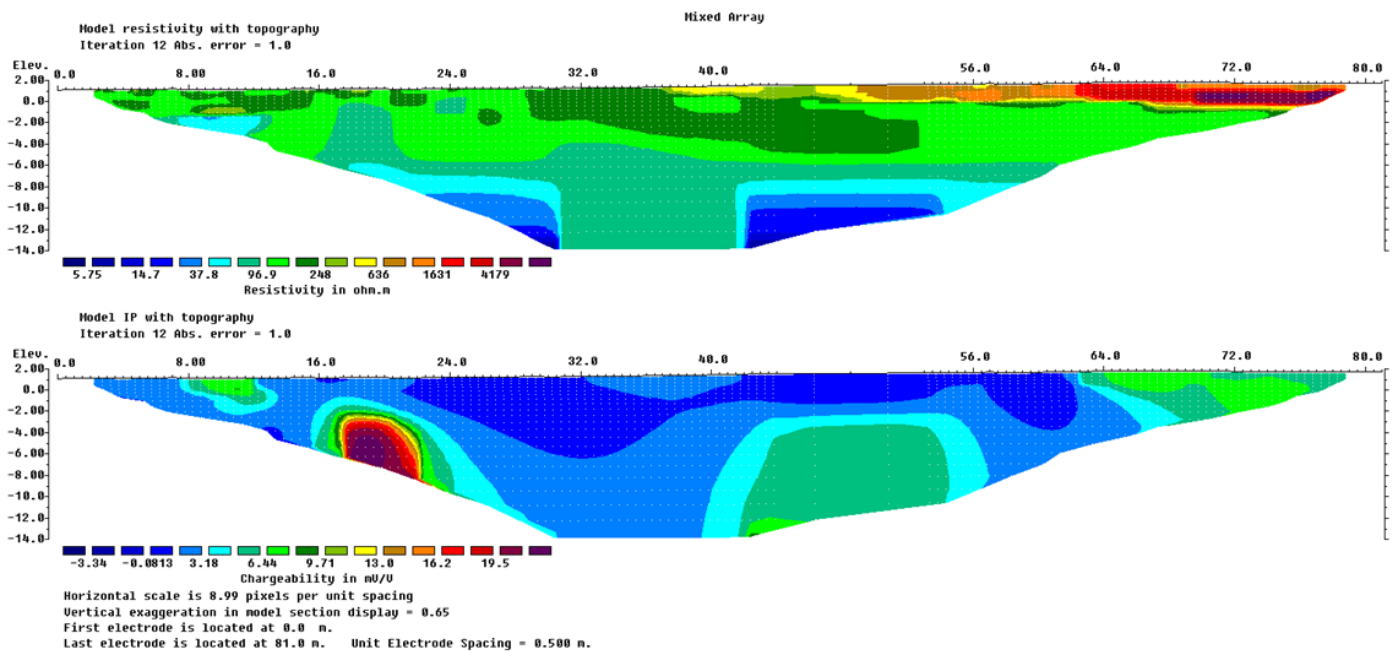 Mixed Array
Model resistivity with topography
Iteration 12 Abs. error = 1.0
Elev. 0.0 8.00 16.0 24.0 32.0 40.0 56.0 64.0 72.0 80.0
2.00
0.0
-2.00
-4.00
-6.00
-8.00
-10.0
-12.0
-14.0
5.75 14.7 37.8 96.9 248 636 1631 4179
Resistivity in ohm.m
Model IP with topography
Iteration 12 Abs. error = 1.0
Elev. 0.0 8.00 16.0 24.0 32.0 40.0 56.0 64.0 72.0 80.0
2.00
0.0
-2.00
-4.00
-6.00
-8.00
-10.0
-12.0
-14.0
-3.34 -0.0813 3.18 6.44 9.71 13.0 16.2 19.5
Chargeability in mV/V
Horizontal scale is 8.99 pixels per unit spacing
Vertical exaggeration in model section display = 0.65
First electrode is located at 0.0 m.
Last electrode is located at 81.0 m. Unit Electrode Spacing = 0.500 m.